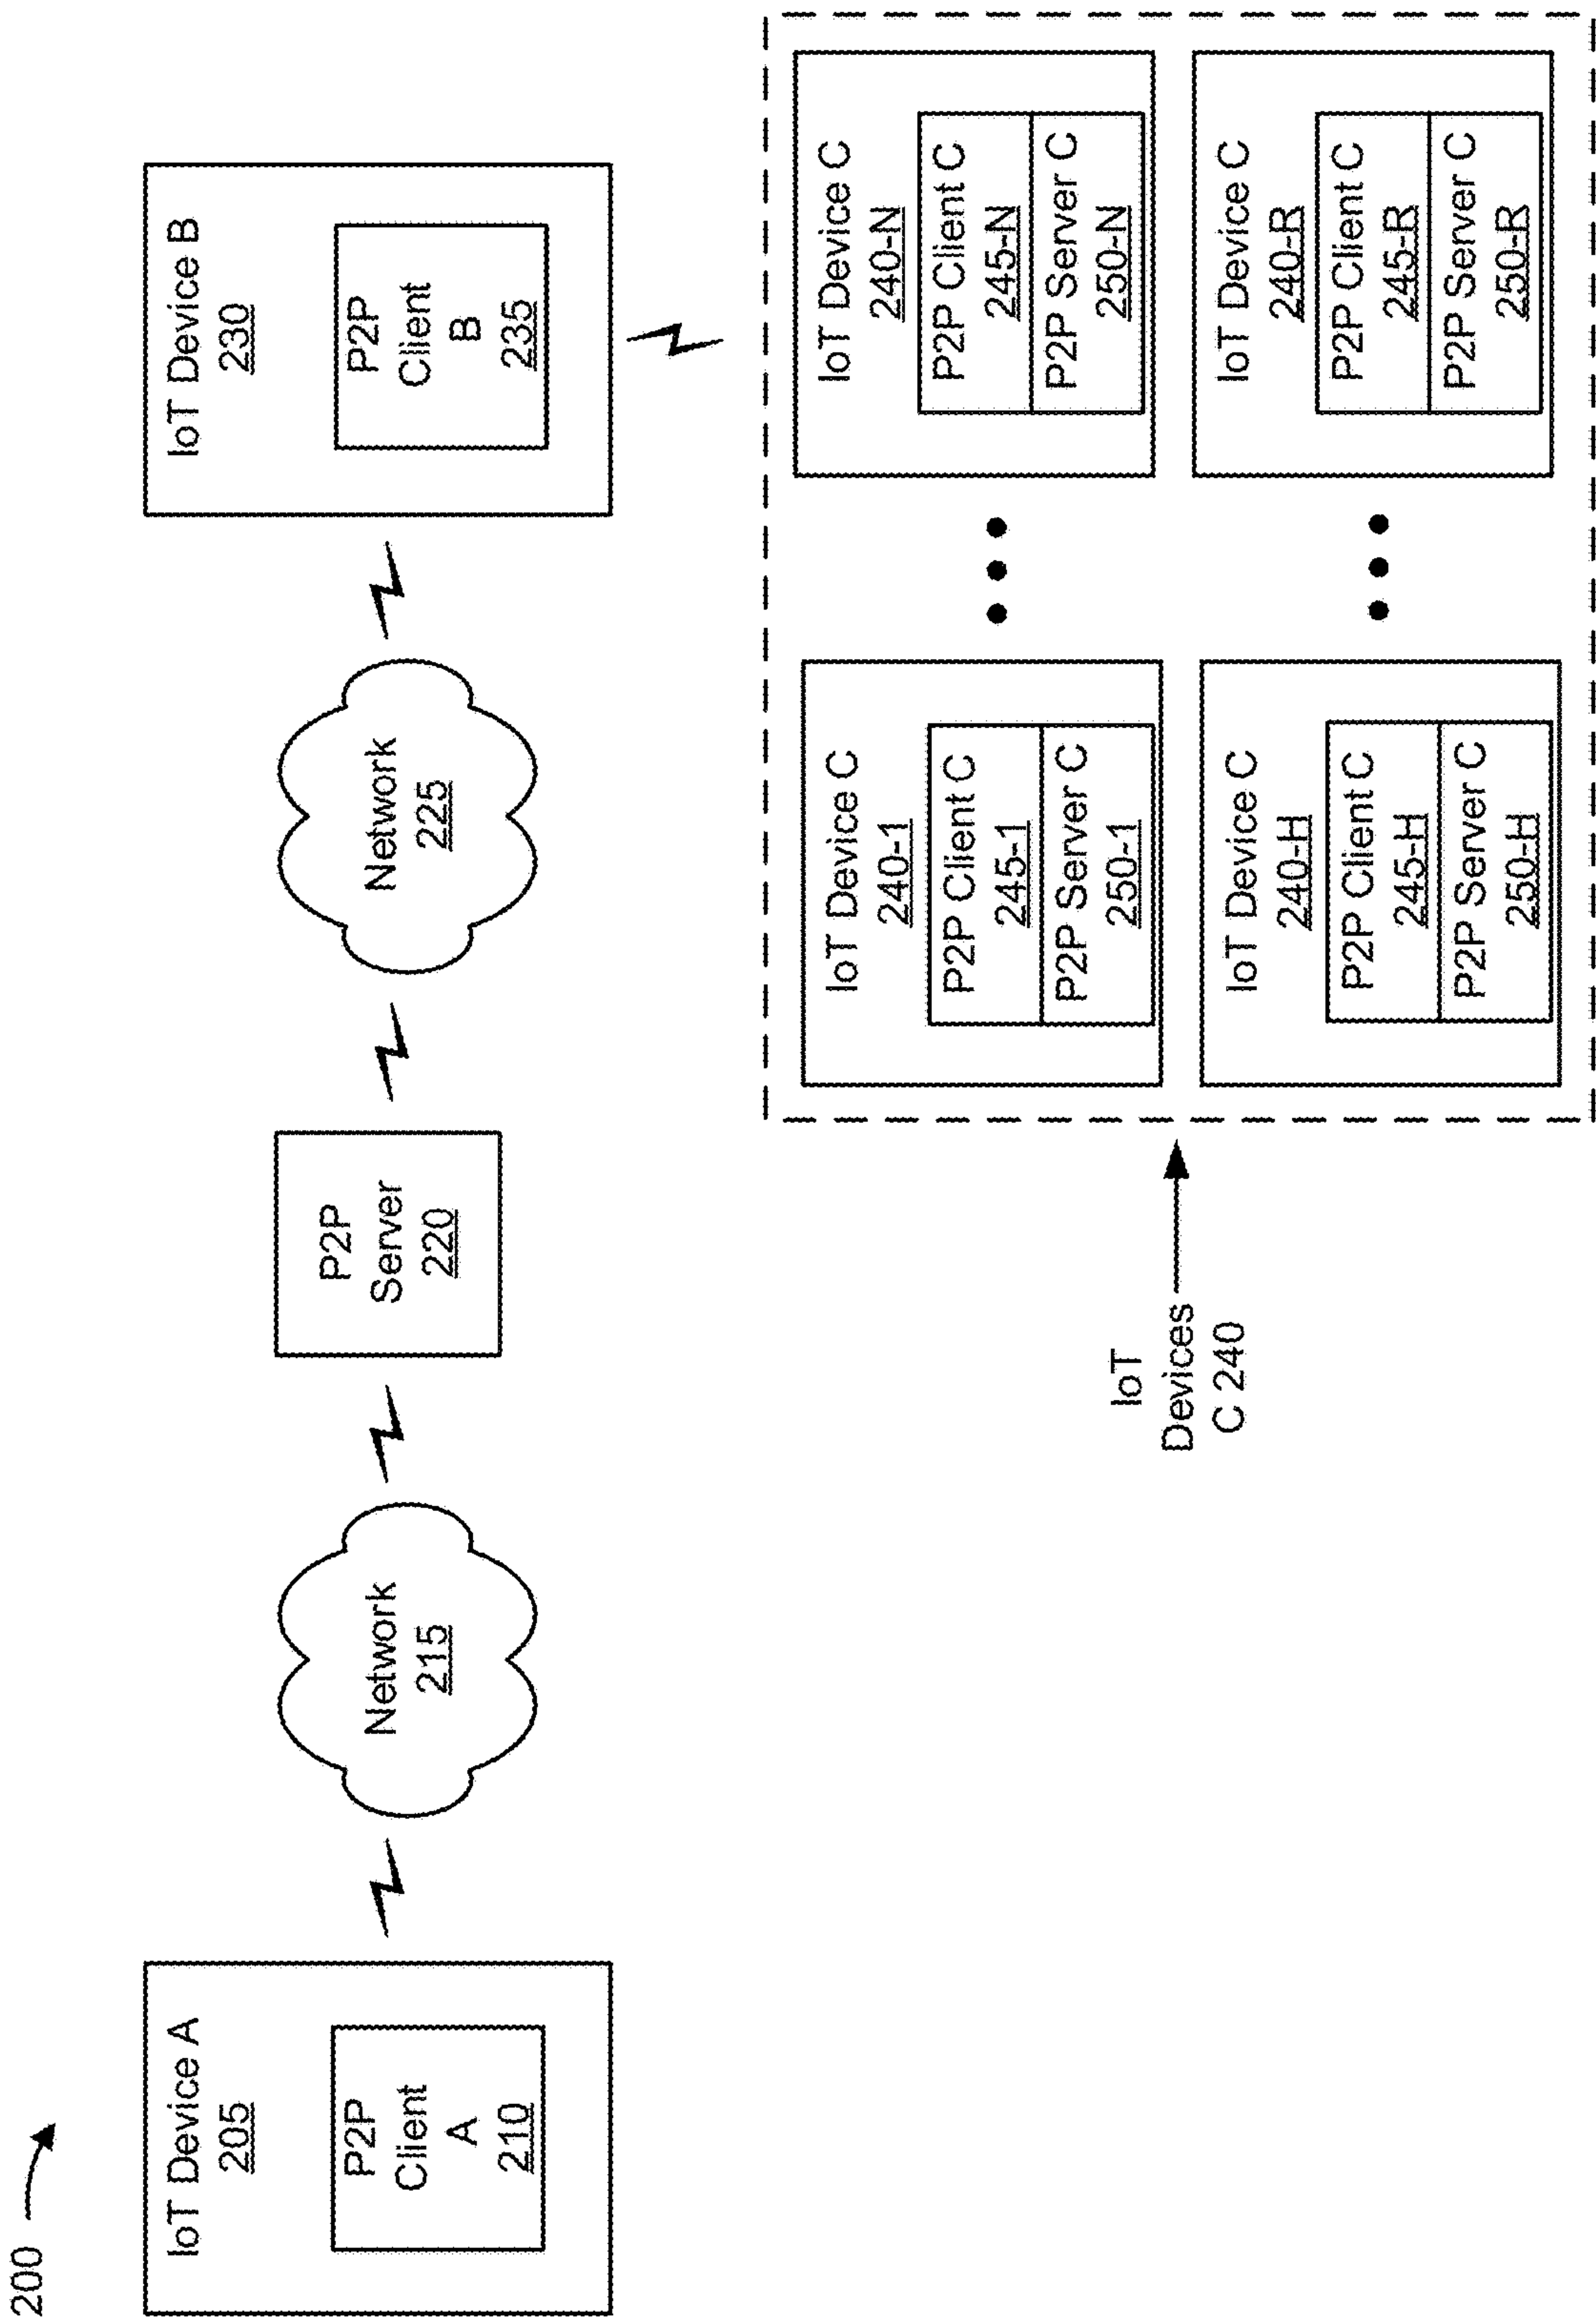 200
IoT Device A
205
P2P
Client
A
210
Network
215
P2P
Server
220
Network
225
IoT Device B
230
P2P
Client
B
235
IoT
Devices
C 240
IoT Device C
240-1
P2P Client C
245-1
P2P Server C
250-1
IoT Device C
240-N
P2P Client C
245-N
P2P Server C
250-N
IoT Device C
240-H
P2P Client C
245-H
P2P Server C
250-H
IoT Device C
240-R
P2P Client C
245-R
P2P Server C
250-R